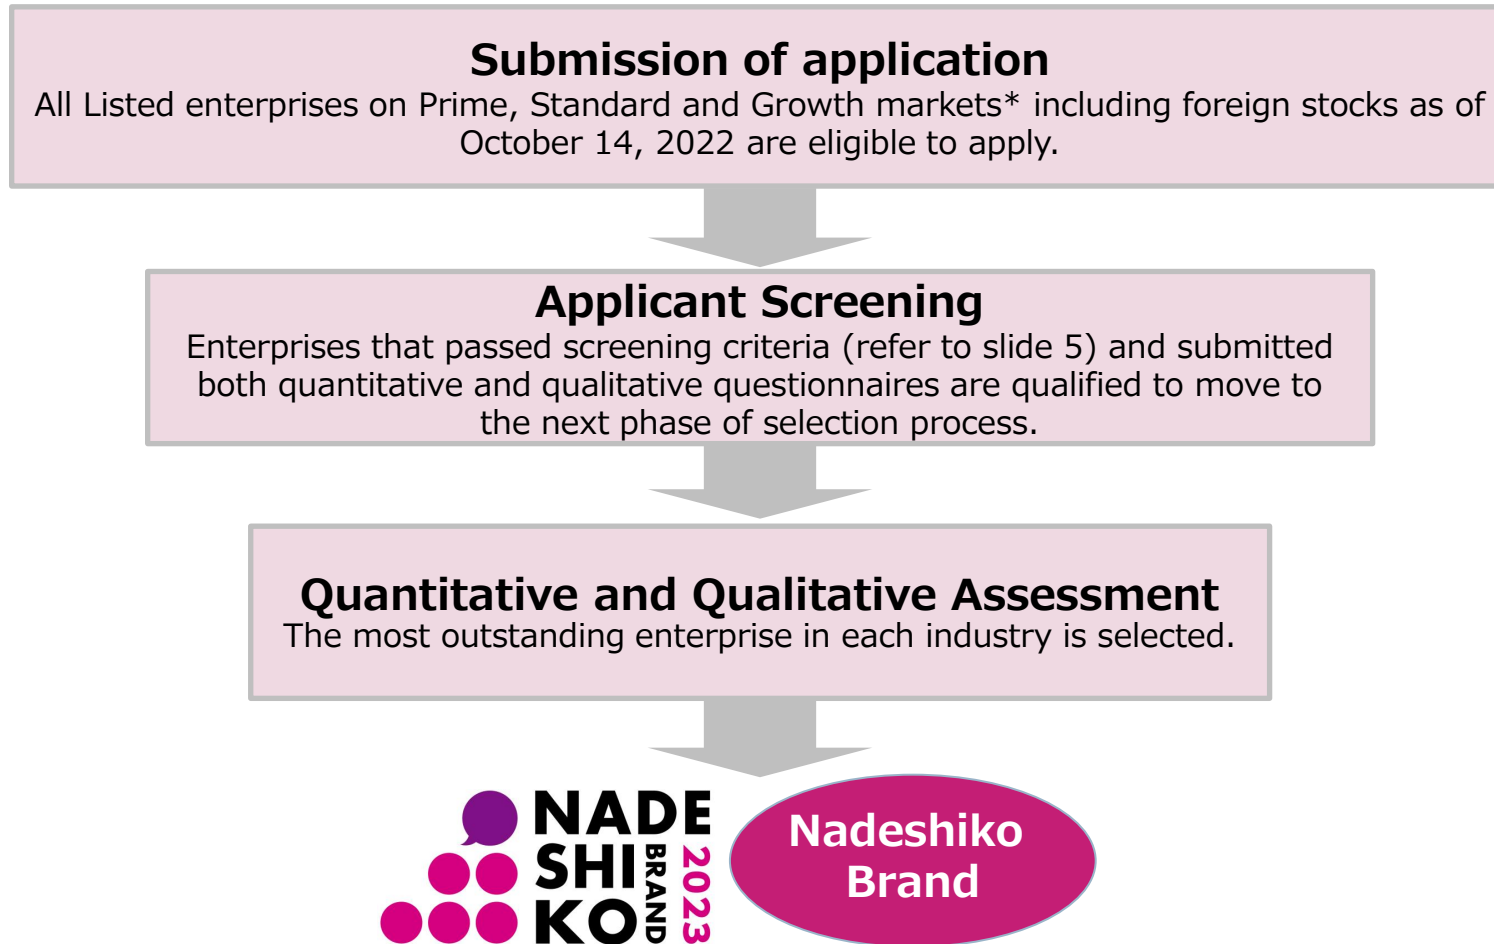 Submission of application
All Listed enterprises on Prime, Standard and Growth markets* including foreign stocks as of
October 14, 2022 are eligible to apply.
Applicant Screening
Enterprises that passed screening criteria (refer to slide 5) and submitted
both quantitative and qualitative questionnaires are qualified to move to
the next phase of selection process.
Quantitative and Qualitative Assessment
The most outstanding enterprise in each industry is selected.
NADE
SHI
KO
BRAND
2023
Nadeshiko
Brand